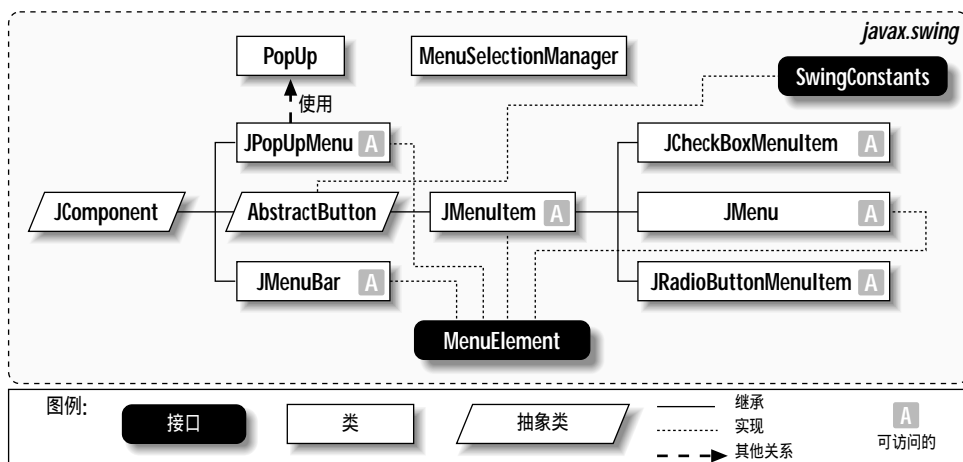 javax.swing
PopUp
MenuSelectionManager
SwingConstants
使用
JPopUpMenu A
JCheckBoxMenuItem A
JComponent
AbstractButton
JMenuItem A
JMenu A
JMenuBar A
JRadioButtonMenuItem A
MenuElement
图例:
接口
类
抽象类
继承
实现
其他关系
A
可访问的